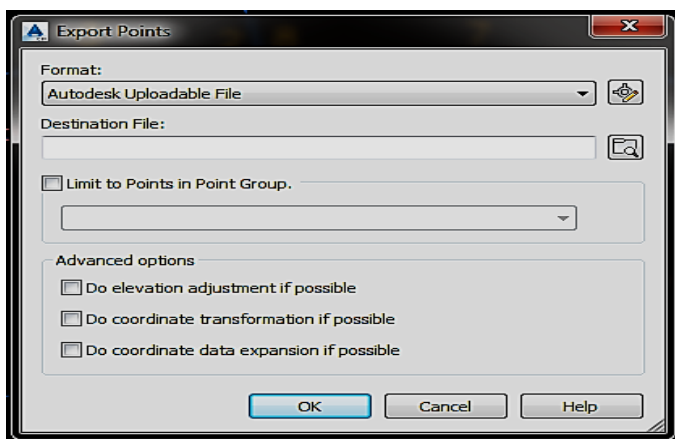 Export Points
Format:
Autodesk Uploadable File
Destination File:
Limit to Points in Point Group.
Advanced options
Do elevation adjustment if possible
Do coordinate transformation if possible
Do coordinate data expansion if possible
OK Cancel Help